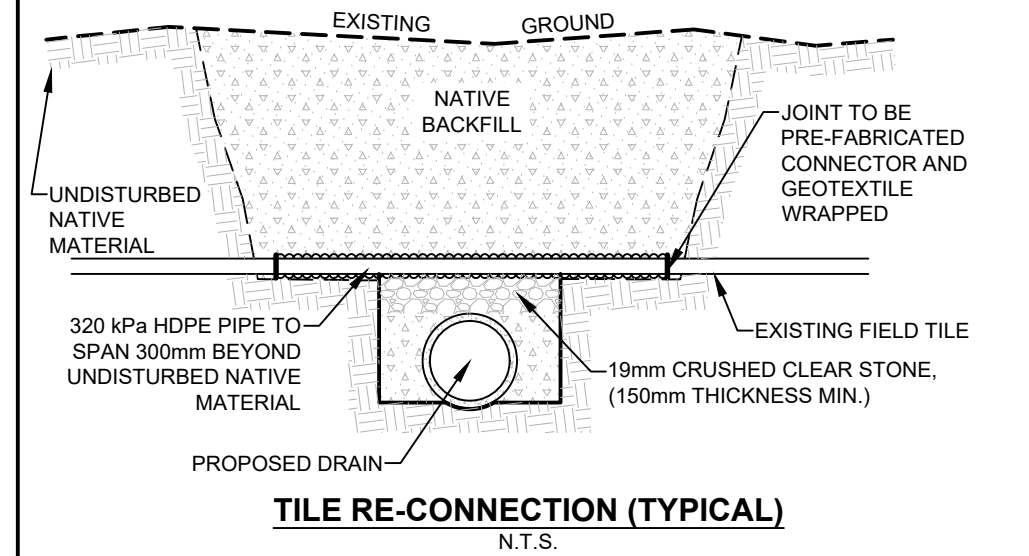 EXISTING GROUND
NATIVE
BACKFILL
JOINT TO BE
PRE-FABRICATED
CONNECTOR AND
GEOTEXTILE
WRAPPED
UNDISTURBED
NATIVE
MATERIAL
320 kPa HDPE PIPE TO
SPAN 300mm BEYOND
UNDISTURBED NATIVE
MATERIAL
EXISTING FIELD TILE
19mm CRUSHED CLEAR STONE,
(150mm THICKNESS MIN.)
PROPOSED DRAIN
TILE RE-CONNECTION (TYPICAL)
N.T.S.